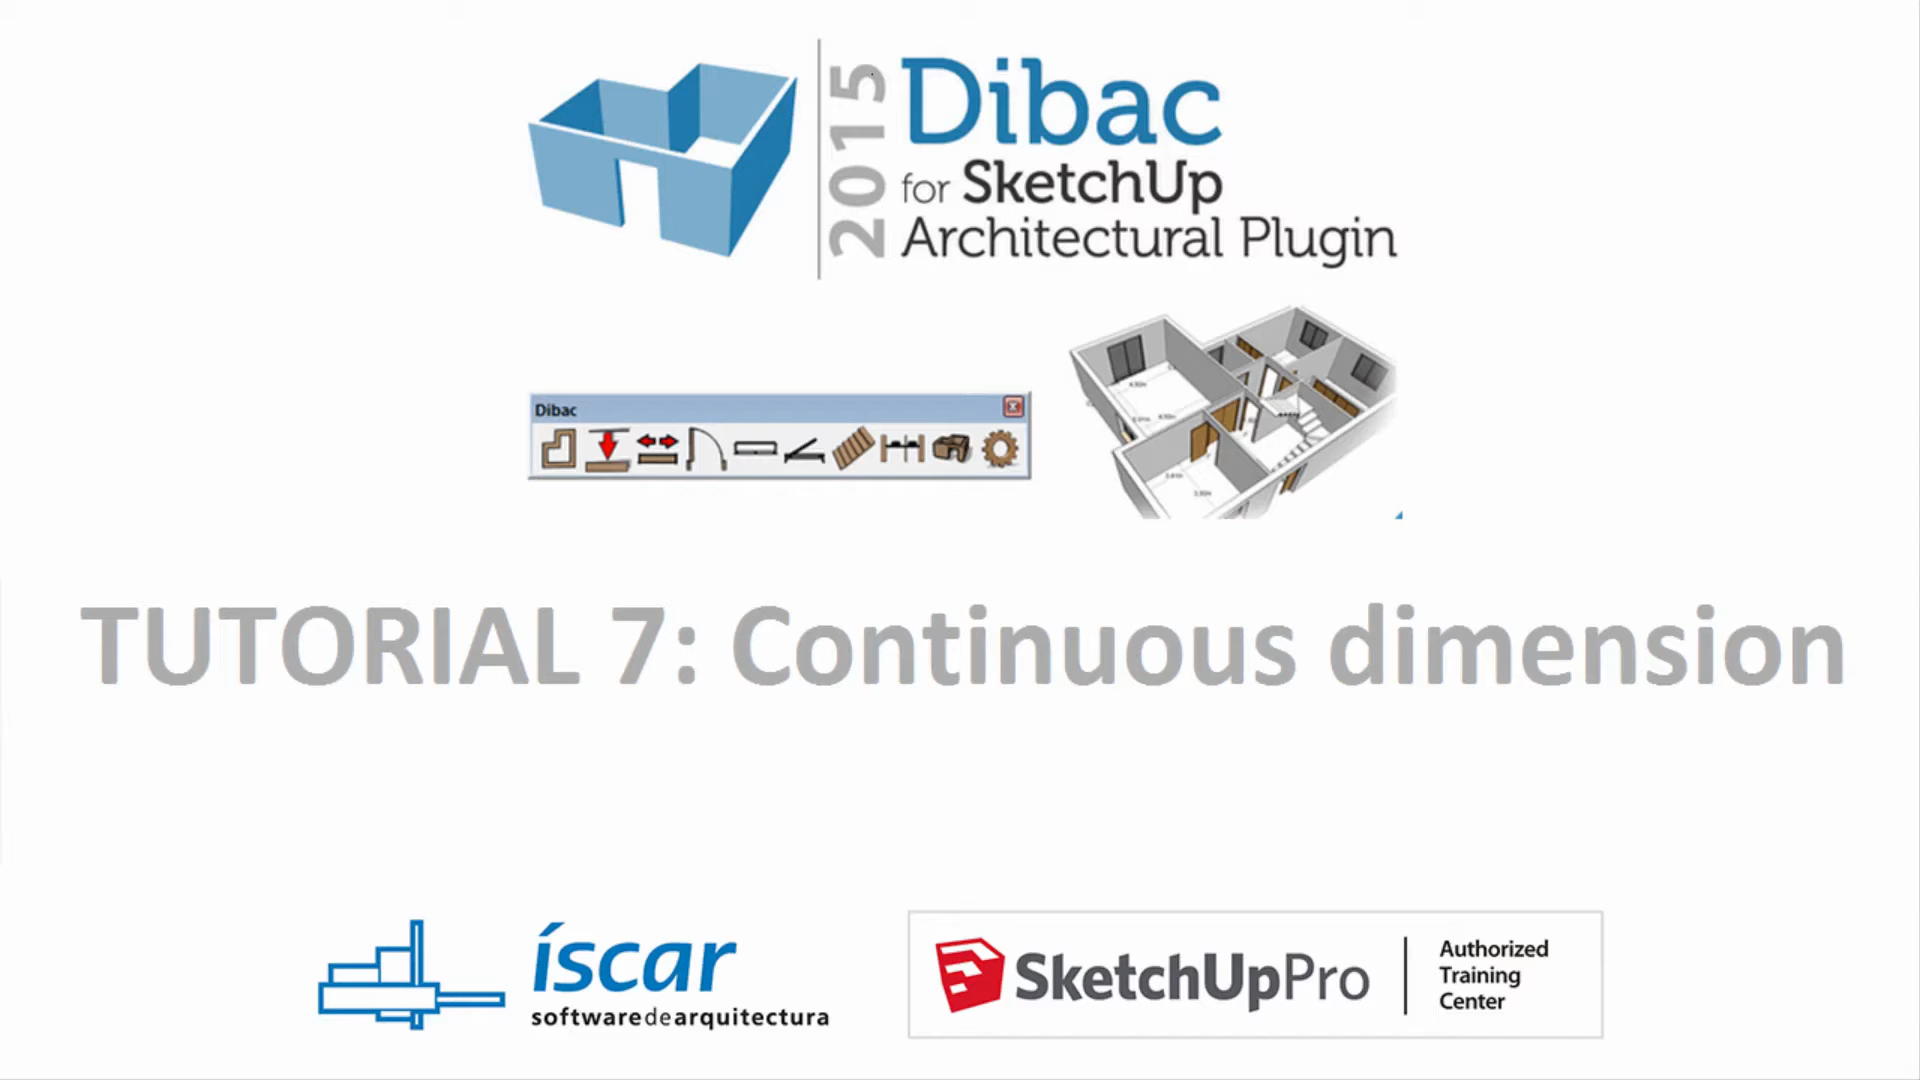 2015
Dibac
for SketchUp
Architectural Plugin
Dibac
TUTORIAL 7: Continuous dimension
íscar
softwaredearquitectura
SketchUpPro
Authorized
Training
Center